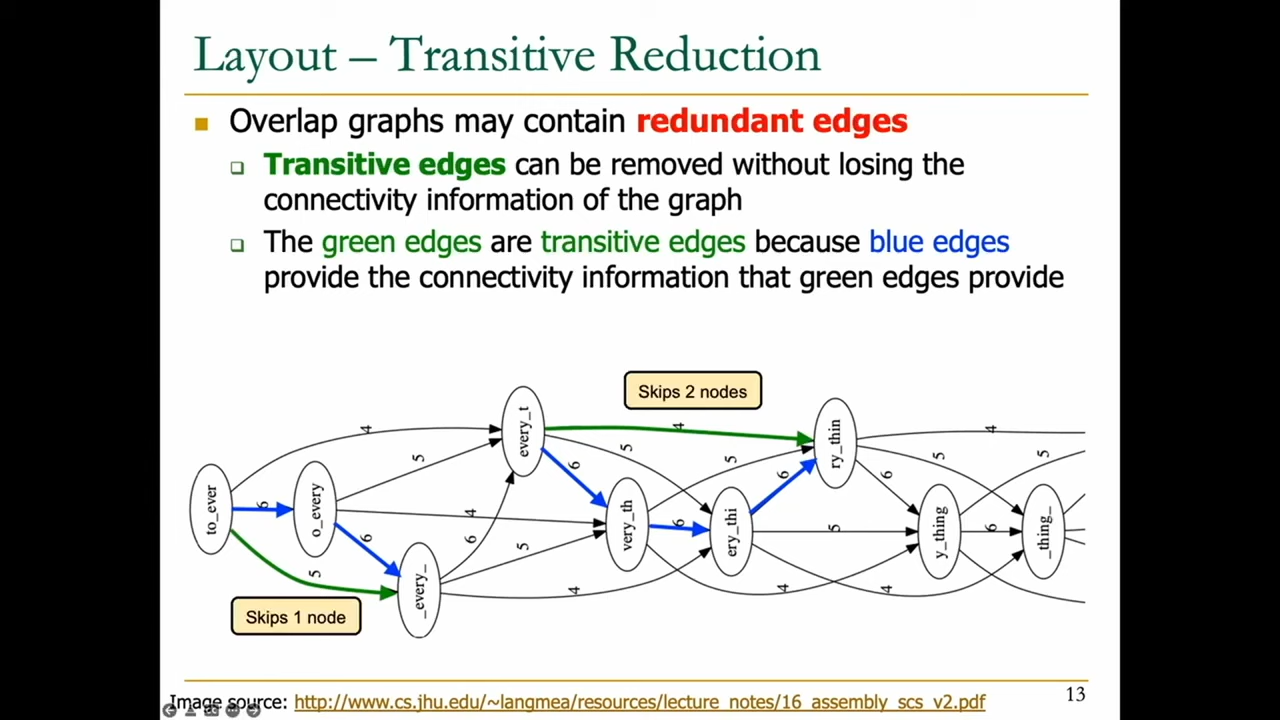 Layout – Transitive Reduction
Overlap graphs may contain redundant edges
Transitive edges can be removed without losing the
connectivity information of the graph
The green edges are transitive edges because blue edges
provide the connectivity information that green edges provide
Skips 2 nodes
4
4
4
5
5
5
5
5
6
6
6
6
to_ever
o_every
every_t
ry_thin
6
4
6
5
6
very_th
6
ery_thi
5
y_thing
6
_thing_
5
_every_
4
4
4
Skips 1 node
Image source: http://www.cs.jhu.edu/~langmea/resources/lecture_notes/16_assembly_scs_v2.pdf
13